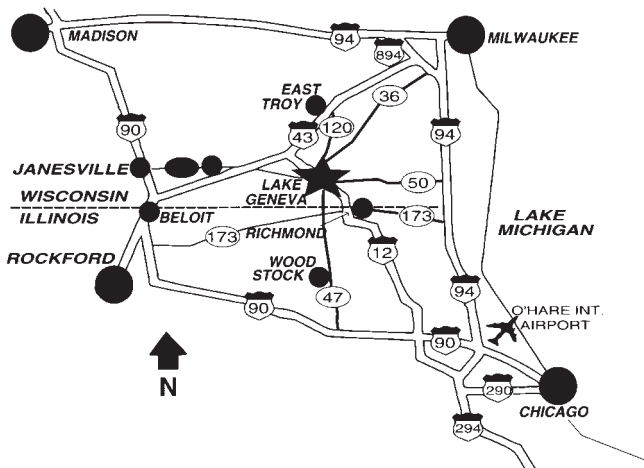 MADISON
94
MILWAUKEE
894
EAST
TROY
36
90
43
120
94
JANESVILLE
LAKE
GENEVA
50
WISCONSIN
ILLINOIS
BELOIT
173
RICHMOND
173
LAKE
MICHIGAN
ROCKFORD
12
WOOD
STOCK
47
94
90
90
O'HARE INT.
AIRPORT
N
290
CHICAGO
294